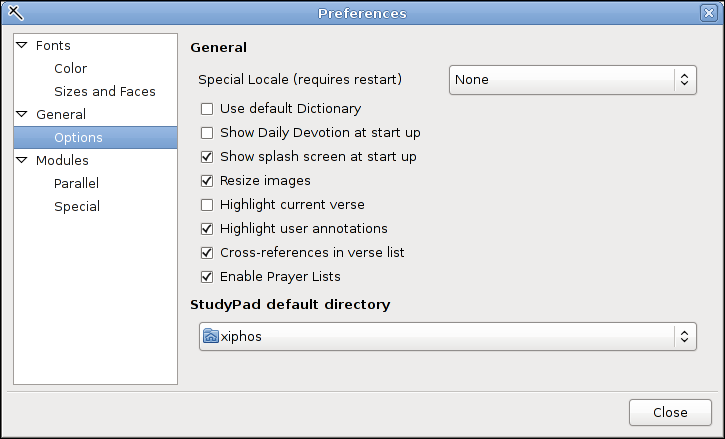 Preferences
Fonts
Color
Sizes and Faces
General
Options
Modules
Parallel
Special
General
Special Locale (requires restart)
None
Use default Dictionary
Show Daily Devotion at start up
Show splash screen at start up
Resize images
Highlight current verse
Highlight user annotations
Cross-references in verse list
Enable Prayer Lists
StudyPad default directory
xiphos
Close